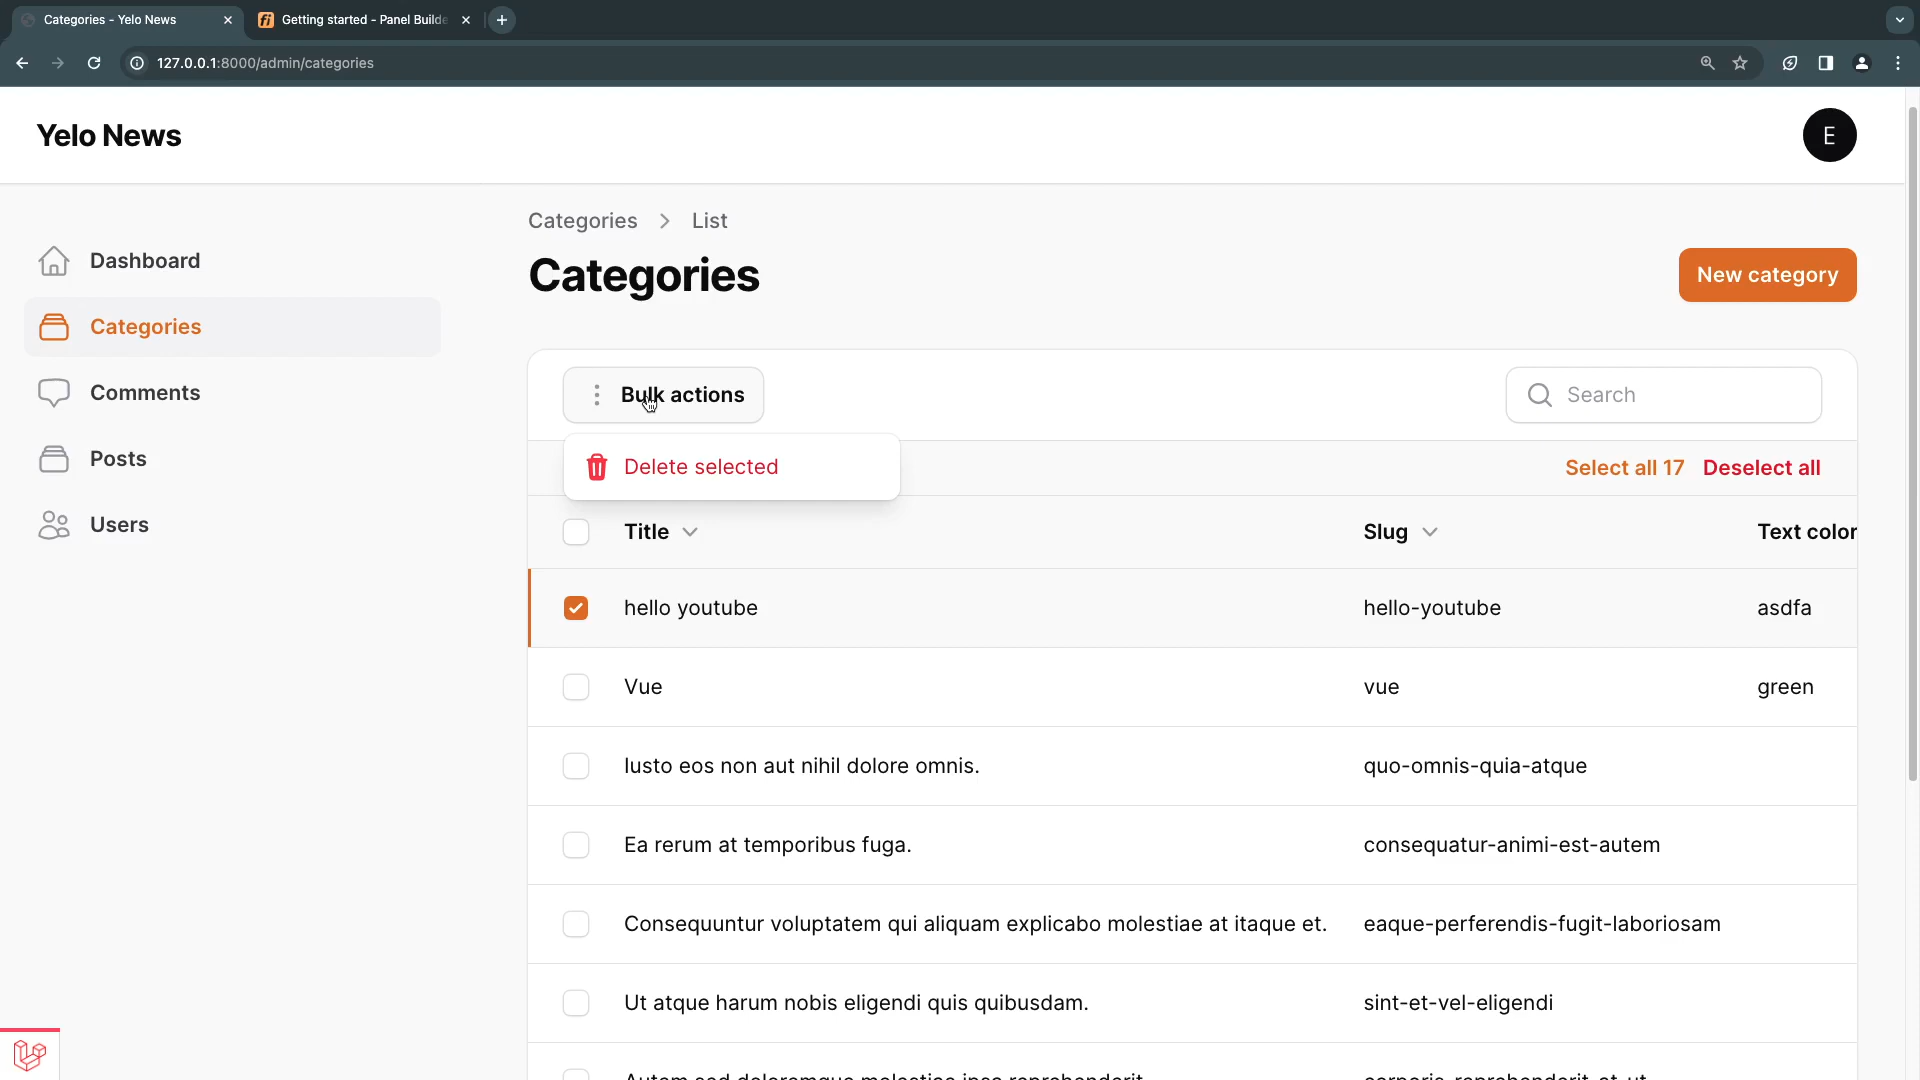 Categories - Yelo News
Getting started - Panel Builde
127.0.0.1:8000/admin/categories
Yelo News
E
Categories > List
Dashboard
Categories
New category
Categories
Comments
Bulk actions
Search
Posts
Delete selected
Select all 17
Deselect all
Users
Title
Slug
Text color
hello youtube
hello-youtube
asdfa
Vue
vue
green
Iusto eos non aut nihil dolore omnis.
quo-omnis-quia-atque
Ea rerum at temporibus fuga.
consequatur-animi-est-autem
Consequuntur voluptatem qui aliquam explicabo molestiae at itaque et.
eaque-perferendis-fugit-laboriosam
Ut atque harum nobis eligendi quis quibusdam.
sint-et-vel-eligendi